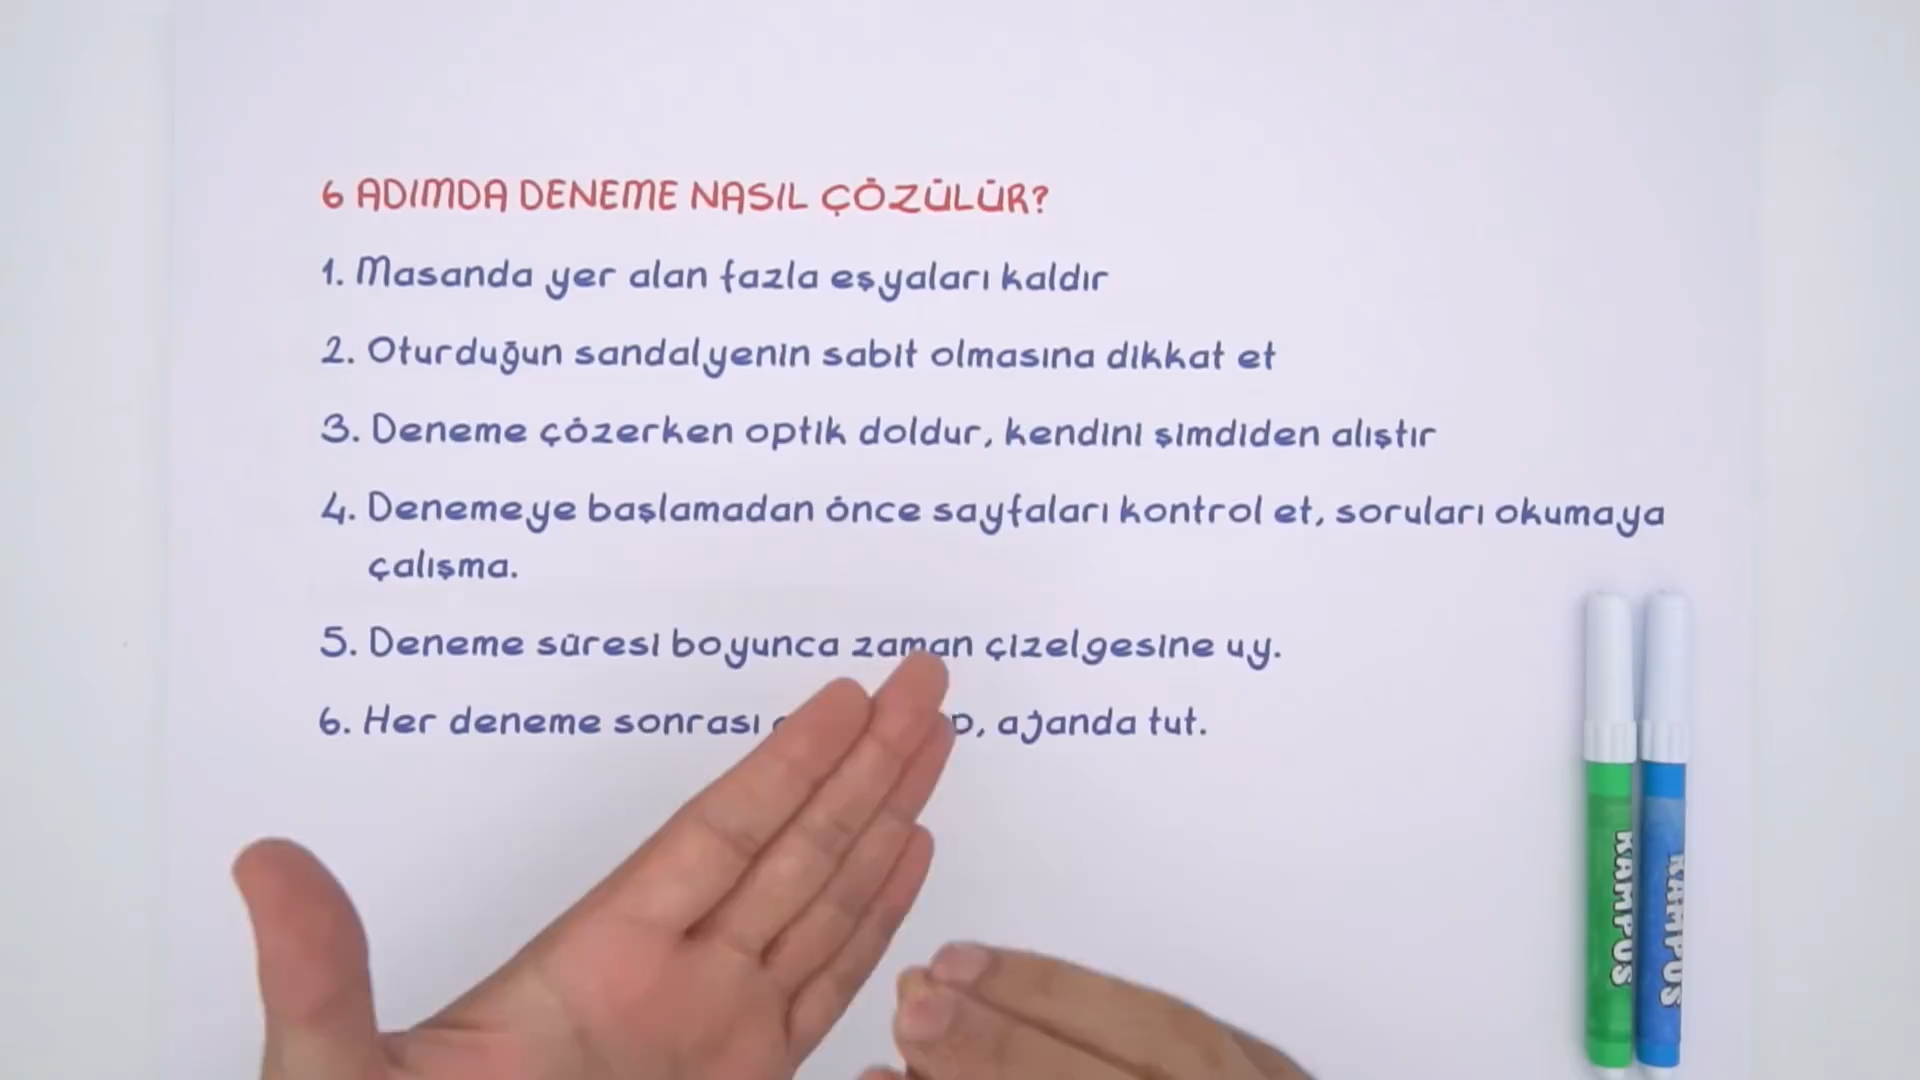 6 ADIMDA DENEME NASIL ÇÖZÜLÜR?
1. Masanda yer alan fazla eşyaları kaldır
2. Oturduğun sandalyenin sabit olmasına dikkat et
3. Deneme çözerken optik doldur, kendini şimdiden alıştır
4. Denemeye başlamadan önce sayfaları kontrol et, soruları okumaya
çalışma.
5. Deneme süresi boyunca zaman çizelgesine uy.
6. Her deneme sonrası , ajanda tut.
KAMPUS
KAMPUS